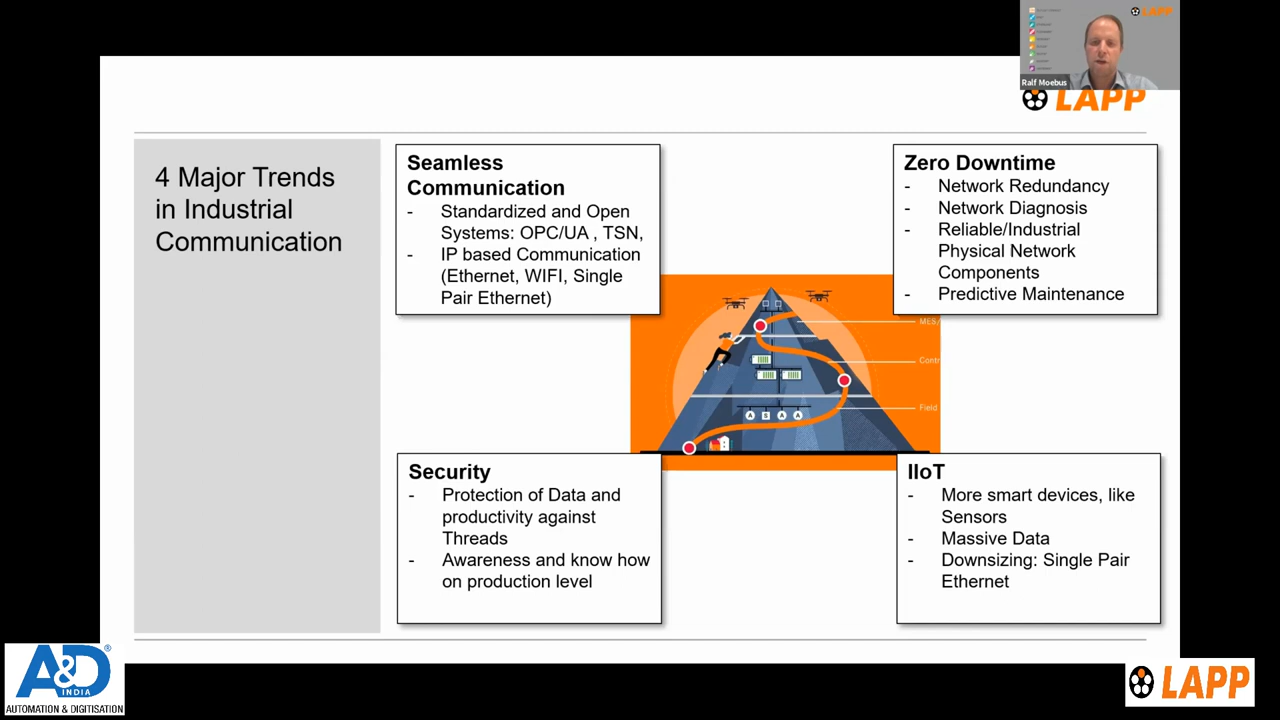 LAPP
Ralf Moebus
LAPP
4 Major Trends
in Industrial
Communication
Seamless
Communication
- Standardized and Open
Systems: OPC/UA , TSN,
- IP based Communication
(Ethernet, WIFI, Single
Pair Ethernet)
Zero Downtime
- Network Redundancy
- Network Diagnosis
- Reliable/Industrial
Physical Network
Components
- Predictive Maintenance
MES/
Contr
Field
A S A A
Security
- Protection of Data and
productivity against
Threads
- Awareness and know how
on production level
IIoT
- More smart devices, like
Sensors
- Massive Data
- Downsizing: Single Pair
Ethernet
A&D®
INDIA
AUTOMATION & DIGITISATION
LAPP